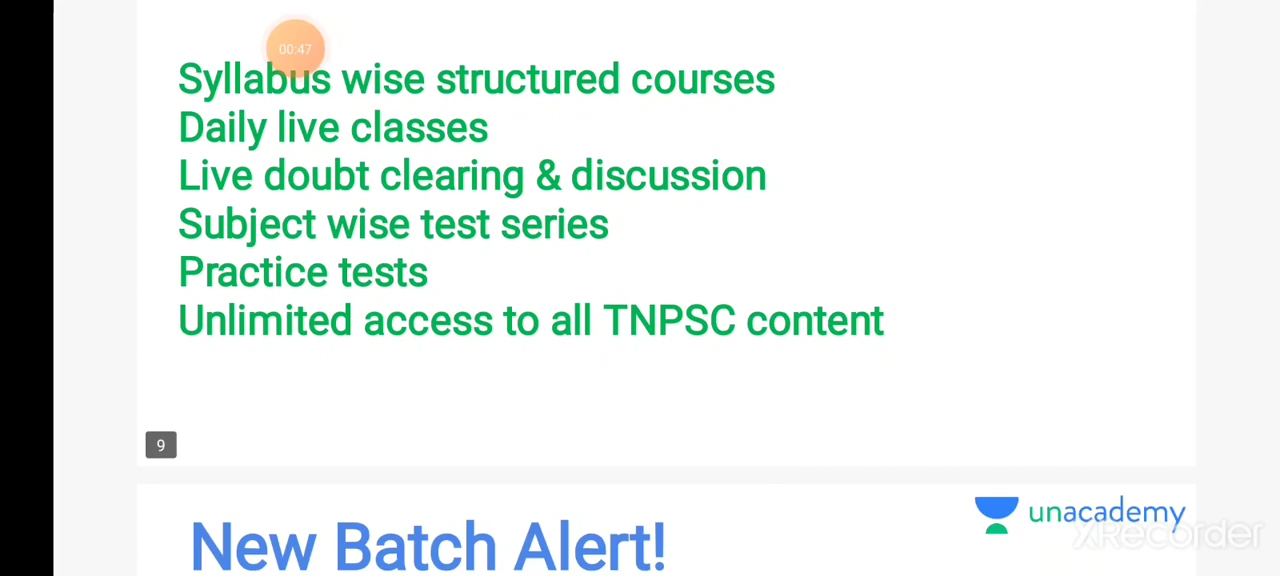 00:47
Syllabus wise structured courses
Daily live classes
Live doubt clearing & discussion
Subject wise test series
Practice tests
Unlimited access to all TNPSC content
9
unacademy
XRecorder
New Batch Alert!